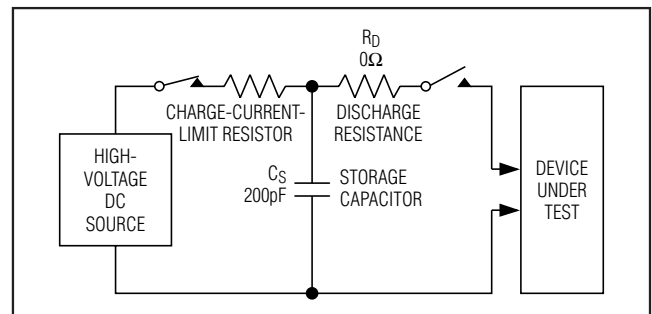 R_D
0Ω
CHARGE-CURRENT-
LIMIT RESISTOR
DISCHARGE
RESISTANCE
HIGH-
VOLTAGE
DC
SOURCE
C_S
200pF
STORAGE
CAPACITOR
DEVICE
UNDER
TEST